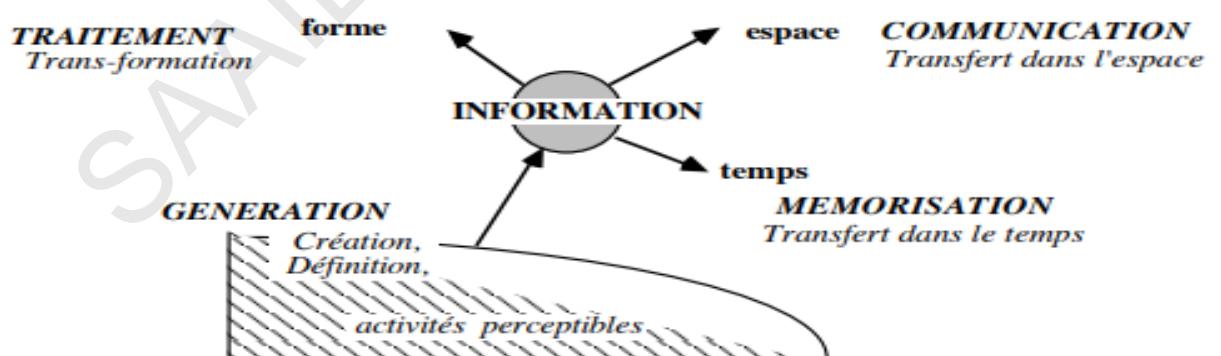 TRAITEMENT
Trans-formation
forme
espace
COMMUNICATION
Transfert dans l'espace
INFORMATION
temps
MEMORISATION
Transfert dans le temps
GENERATION
Création,
Définition,
activités perceptibles